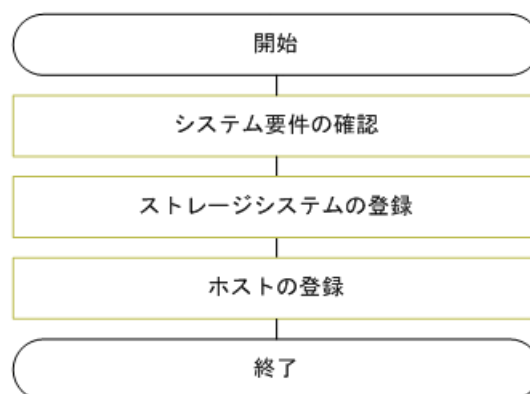 開始
システム要件の確認
ストレージシステムの登録
ホストの登録
終了